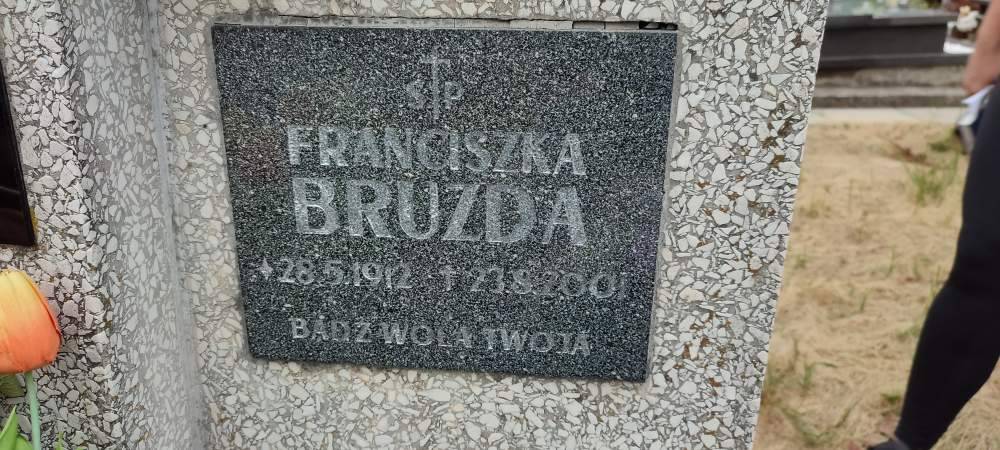 Ś P
FRANCISZKA
BRUZDA
28.5.1912 † 23.8.2001
BĄDŹ WOLA TWOJA